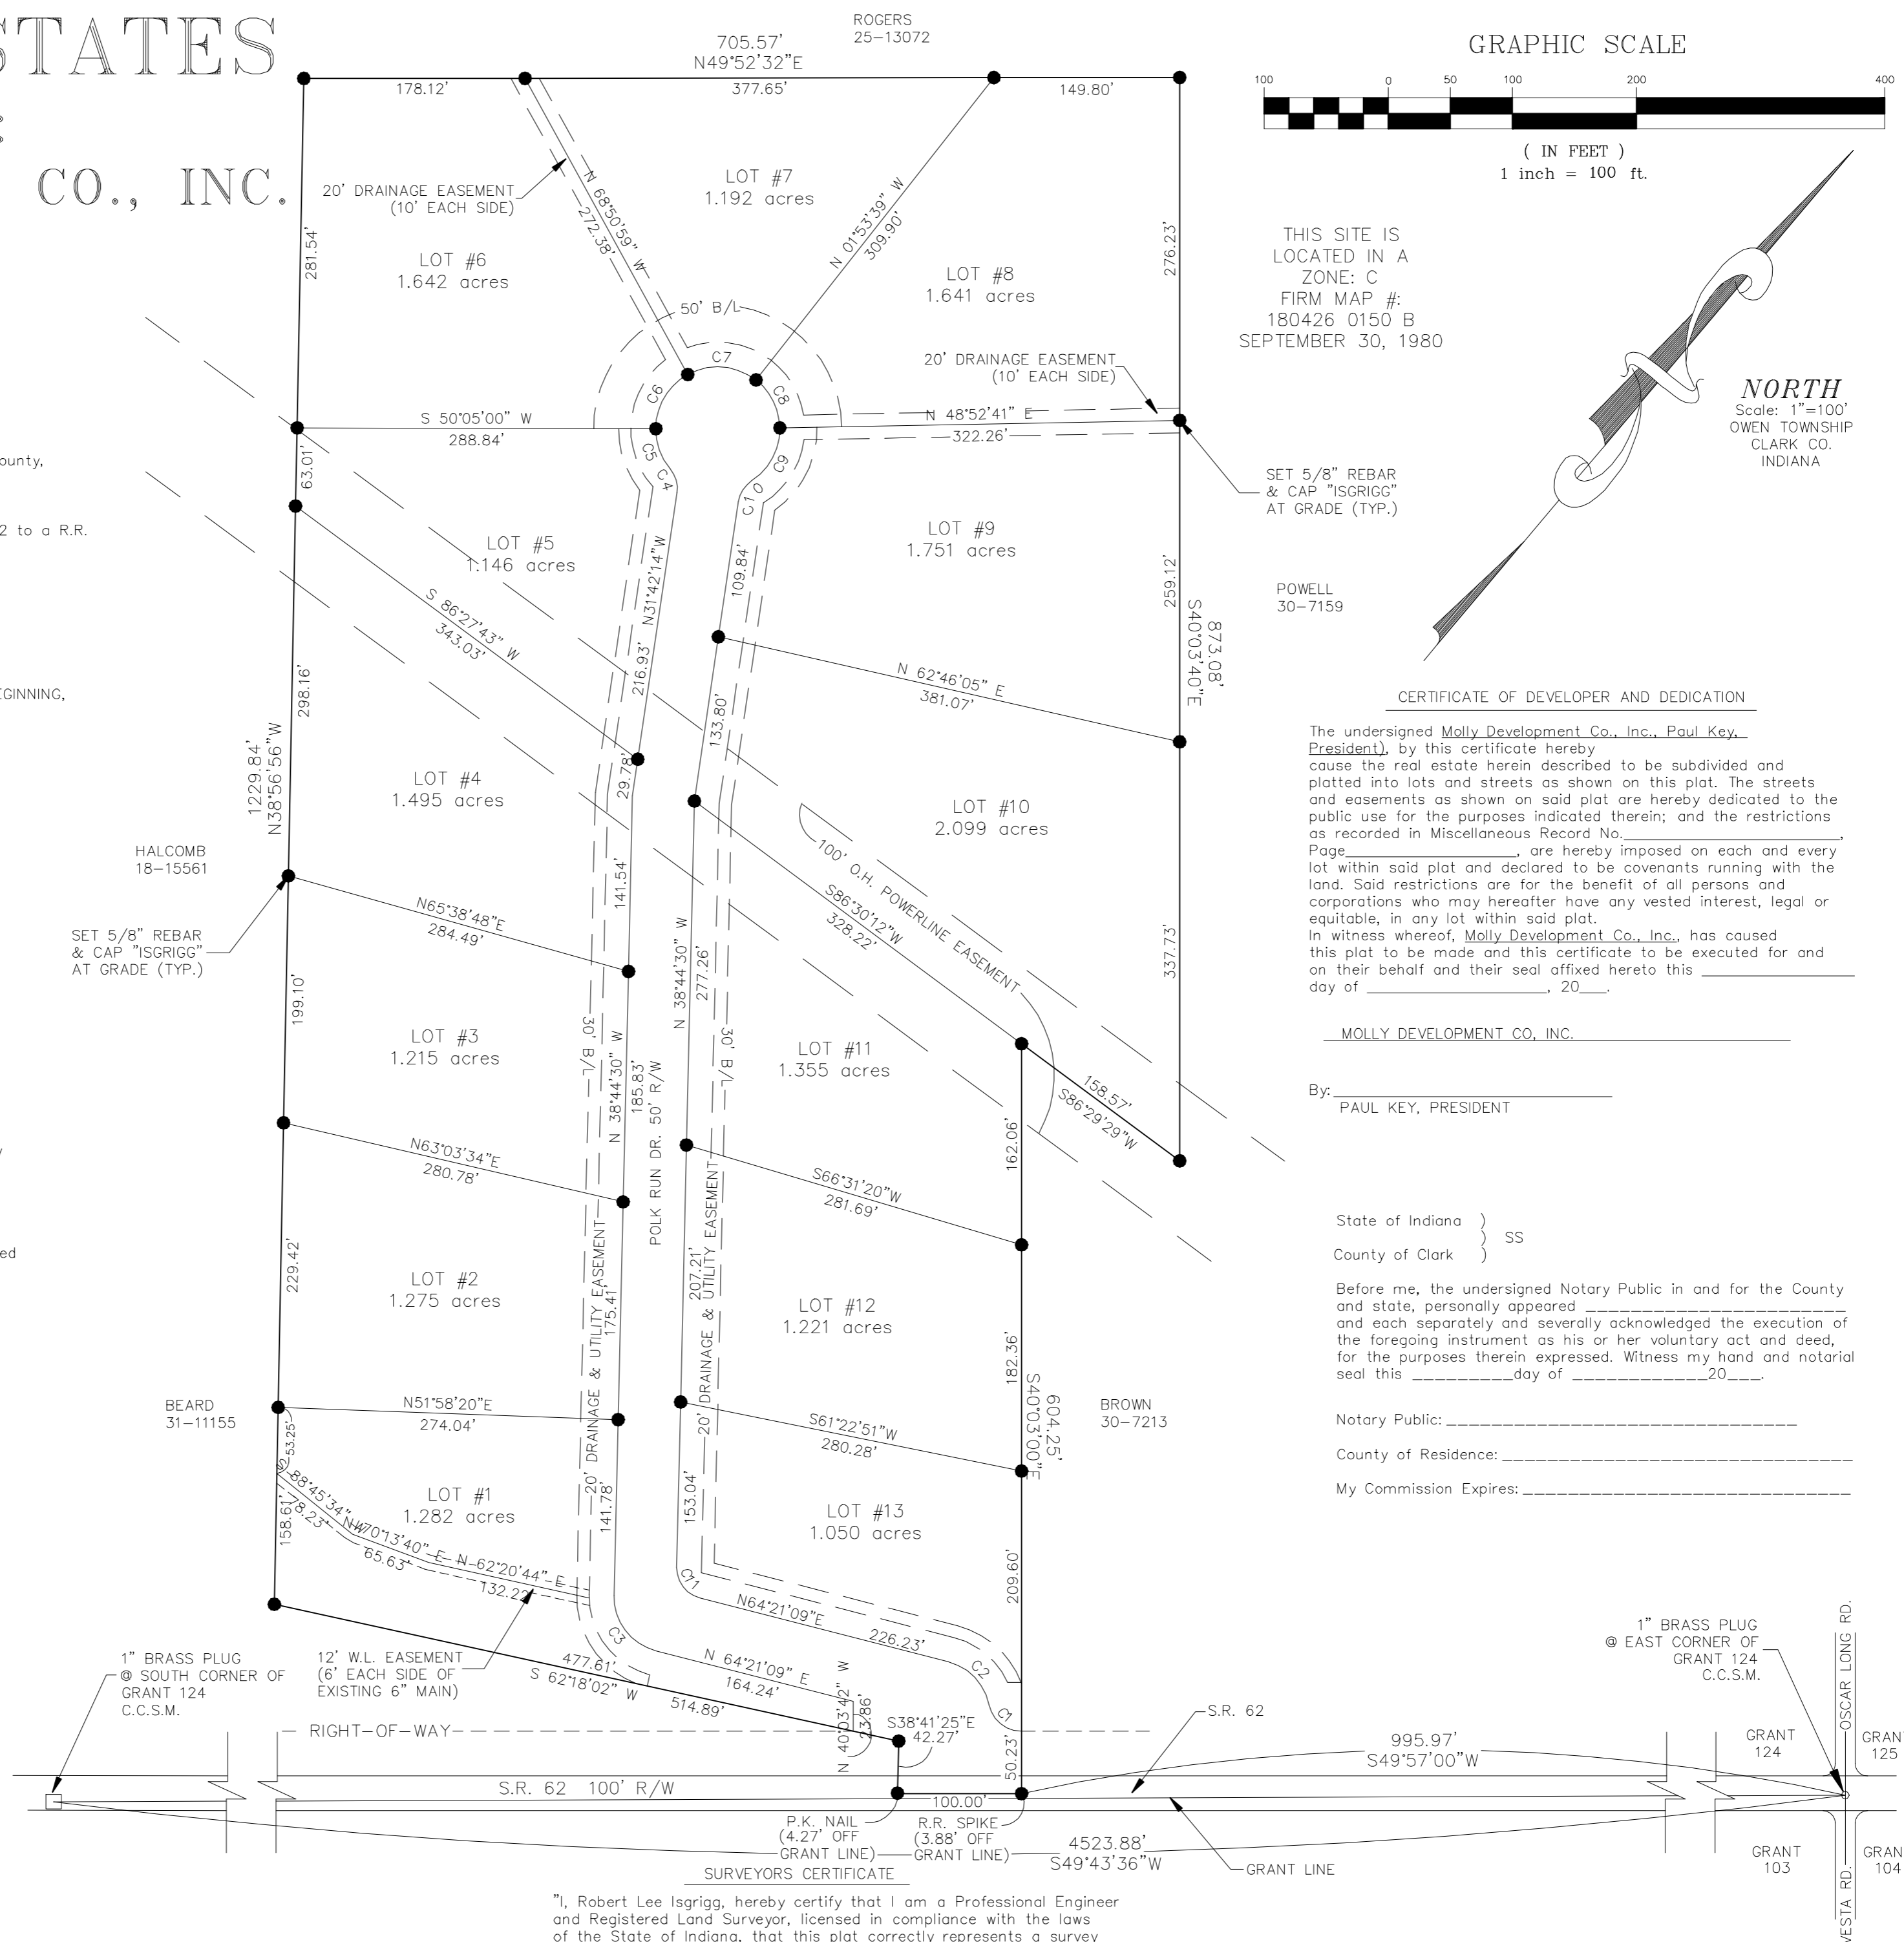 STATES
CO., INC.
ROGERS
25-13072
705.57'
N49°52'32"E
178.12'
377.65'
149.80'
GRAPHIC SCALE
100 0 50 100 200 400
( IN FEET )
1 inch = 100 ft.
THIS SITE IS
LOCATED IN A
ZONE: C
FIRM MAP #:
180426 0150 B
SEPTEMBER 30, 1980
NORTH
Scale: 1"=100'
OWEN TOWNSHIP
CLARK CO.
INDIANA
20' DRAINAGE EASEMENT
(10' EACH SIDE)
LOT #7
1.192 acres
N 68°50'59" W
272.38'
N 01°53'39" W
309.90'
281.54'
276.23'
LOT #6
1.642 acres
LOT #8
1.641 acres
50' B/L
C7
C6
C8
20' DRAINAGE EASEMENT
(10' EACH SIDE)
S 50°05'00" W
288.84'
N 48°52'41" E
322.26'
C5
C4
C9
C10
63.01'
ounty,
2 to a R.R.
SET 5/8" REBAR
& CAP "ISGRIGG"
AT GRADE (TYP.)
LOT #5
1.146 acres
LOT #9
1.751 acres
N31°42'14"W
216.93'
109.84'
259.12'
POWELL
30-7159
S 86°27'43" W
343.03'
873.08'
S40°03'40"E
N 62°46'05" E
381.07'
EGINNING,
298.16'
133.80'
29.78'
1229.84'
N38°56'56"W
LOT #4
1.495 acres
LOT #10
2.099 acres
100' O.H. POWERLINE EASEMENT
S86°30'12"W
328.22'
HALCOMB
18-15561
141.54'
N65°38'48"E
284.49'
SET 5/8" REBAR
& CAP "ISGRIGG"
AT GRADE (TYP.)
337.73'
199.10'
N 38°44'30" W
277.26'
LOT #3
1.215 acres
30' B/L
N 38°44'30" W
185.83'
POLK RUN DR. 50' R/W
30' B/L
LOT #11
1.355 acres
158.57'
S86°29'29"W
162.06'
N63°03'34"E
280.78'
S66°31'20"W
281.69'
229.42'
LOT #2
1.275 acres
20' DRAINAGE & UTILITY EASEMENT
175.41'
207.21'
20' DRAINAGE & UTILITY EASEMENT
LOT #12
1.221 acres
182.36'
ed
BEARD
31-11155
N51°58'20"E
274.04'
S61°22'51"W
280.28'
604.25'
S40°03'00"E
BROWN
30-7213
53.25'
158.61'
S 88°45'34" W
78.23'
N 70°13'40" E
65.63'
N 62°20'44" E
132.22'
LOT #1
1.282 acres
141.78'
153.04'
LOT #13
1.050 acres
209.60'
C11
N64°21'09"E
226.23'
C3
C2
C1
N 64°21'09" E
164.24'
477.61'
S 62°18'02" W
514.89'
N 40°03'42" W
23.86'
S38°41'25"E
42.27'
50.23'
12' W.L. EASEMENT
(6' EACH SIDE OF
EXISTING 6" MAIN)
1" BRASS PLUG
@ SOUTH CORNER OF
GRANT 124
C.C.S.M.
RIGHT-OF-WAY
S.R. 62
S.R. 62 100' R/W
100.00'
995.97'
S49°57'00"W
1" BRASS PLUG
@ EAST CORNER OF
GRANT 124
C.C.S.M.
OSCAR LONG RD.
GRANT
124
GRAN
125
GRANT
103
GRAN
104
VESTA RD.
P.K. NAIL
(4.27' OFF
GRANT LINE)
R.R. SPIKE
(3.88' OFF
GRANT LINE)
4523.88'
S49°43'36"W
GRANT LINE
CERTIFICATE OF DEVELOPER AND DEDICATION
The undersigned Molly Development Co., Inc., Paul Key,
President), by this certificate hereby
cause the real estate herein described to be subdivided and
platted into lots and streets as shown on this plat. The streets
and easements as shown on said plat are hereby dedicated to the
public use for the purposes indicated therein; and the restrictions
as recorded in Miscellaneous Record No.____________________,
Page________________, are hereby imposed on each and every
lot within said plat and declared to be covenants running with the
land. Said restrictions are for the benefit of all persons and
corporations who may hereafter have any vested interest, legal or
equitable, in any lot within said plat.
In witness whereof, Molly Development Co., Inc., has caused
this plat to be made and this certificate to be executed for and
on their behalf and their seal affixed hereto this ______________
day of ________________, 20___.
MOLLY DEVELOPMENT CO, INC.
By:_________________________
PAUL KEY, PRESIDENT
State of Indiana )
) SS
County of Clark )
Before me, the undersigned Notary Public in and for the County
and state, personally appeared _______________________
and each separately and severally acknowledged the execution of
the foregoing instrument as his or her voluntary act and deed,
for the purposes therein expressed. Witness my hand and notarial
seal this _________day of ____________20___.
Notary Public: _______________________________
County of Residence: _______________________________
My Commission Expires: _____________________________
SURVEYORS CERTIFICATE
"I, Robert Lee Isgrigg, hereby certify that I am a Professional Engineer
and Registered Land Surveyor, licensed in compliance with the laws
of the State of Indiana, that this plat correctly represents a survey